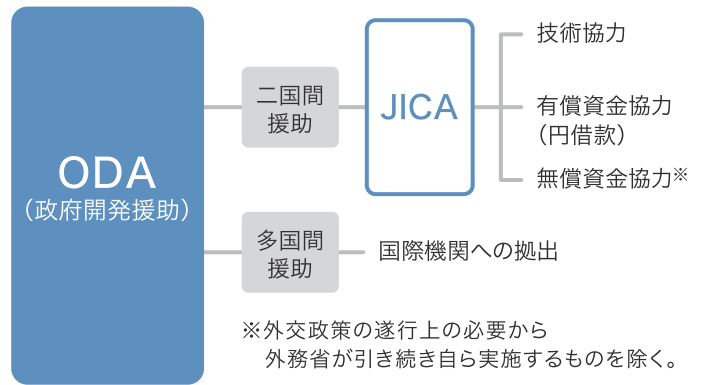 ODA
（政府開発援助）
二国間
援助
JICA
技術協力
有償資金協力
（円借款）
無償資金協力※
多国間
援助
国際機関への拠出
※外交政策の遂行上の必要から
外務省が引き続き自ら実施するものを除く。